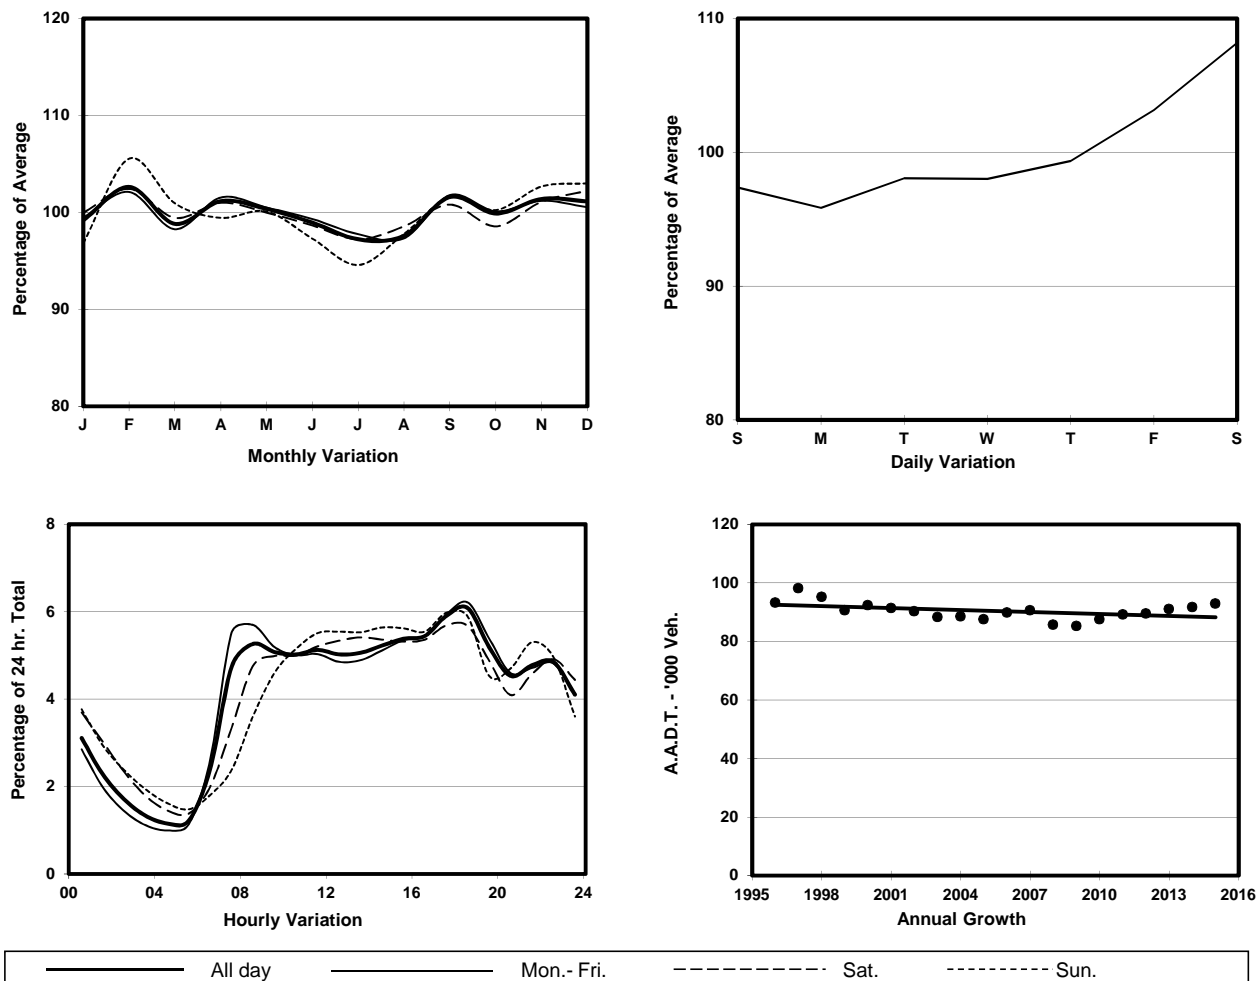 120
110
100
90
80
Percentage of Average
J F M A M J J A S O N D
Monthly Variation
110
100
90
80
Percentage of Average
S M T W T F S
Daily Variation
8
6
4
2
0
Percentage of 24 hr. Total
00 04 08 12 16 20 24
Hourly Variation
120
100
80
60
40
20
0
A.A.D.T. - '000 Veh.
1995 1998 2001 2004 2007 2010 2013 2016
Annual Growth
All day Mon.- Fri. Sat. Sun.